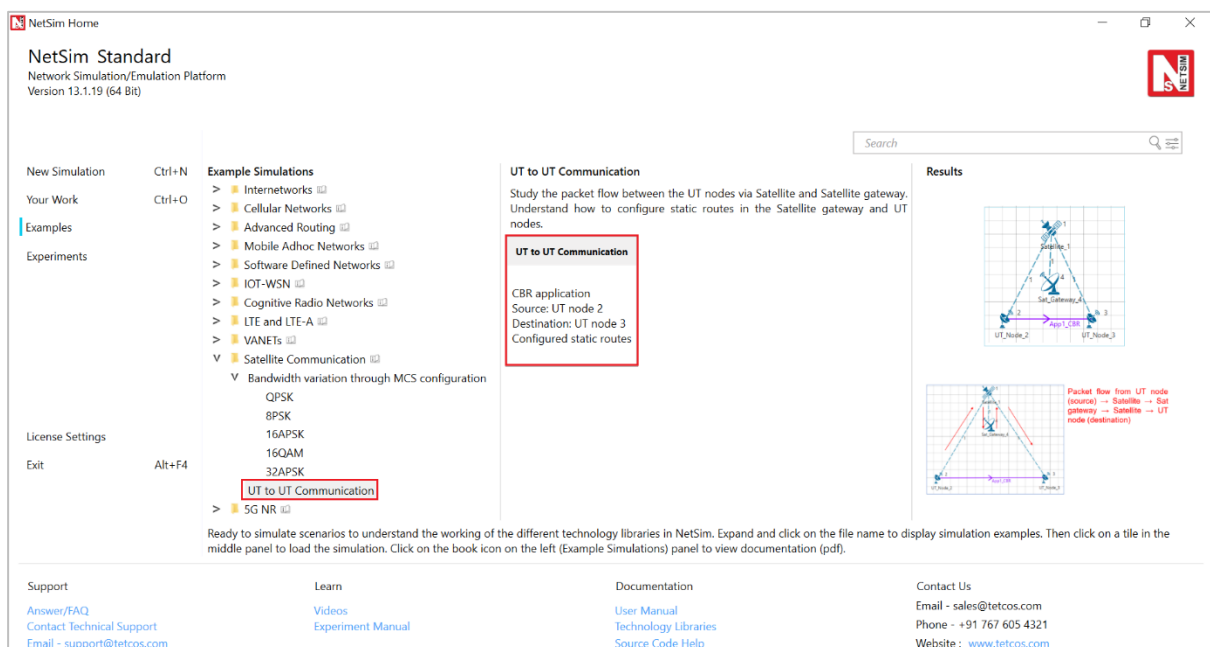 NetSim Home
NetSim Standard
Network Simulation/Emulation Platform
Version 13.1.19 (64 Bit)
NETSIM
Search
New Simulation Ctrl+N
Your Work Ctrl+O
Examples
Experiments
License Settings
Exit Alt+F4
Example Simulations
> Internetworks
> Cellular Networks
> Advanced Routing
> Mobile Adhoc Networks
> Software Defined Networks
> IOT-WSN
> Cognitive Radio Networks
> LTE and LTE-A
> VANETs
v Satellite Communication
v Bandwidth variation through MCS configuration
QPSK
8PSK
16APSK
16QAM
32APSK
UT to UT Communication
> 5G NR
UT to UT Communication
Study the packet flow between the UT nodes via Satellite and Satellite gateway.
Understand how to configure static routes in the Satellite gateway and UT
nodes.
UT to UT Communication
CBR application
Source: UT node 2
Destination: UT node 3
Configured static routes
Results
1
Satellite_1
1
4
Sat_Gateway_4
2
3
App1_CBR
UT_Node_2
UT_Node_3
Packet flow from UT node
(source) → Satellite → Sat
gateway → Satellite → UT
node (destination)
Ready to simulate scenarios to understand the working of the different technology libraries in NetSim. Expand and click on the file name to display simulation examples. Then click on a tile in the
middle panel to load the simulation. Click on the book icon on the left (Example Simulations) panel to view documentation (pdf).
Support
Answer/FAQ
Contact Technical Support
Email - support@tetcos.com
Learn
Videos
Experiment Manual
Documentation
User Manual
Technology Libraries
Source Code Help
Contact Us
Email - sales@tetcos.com
Phone - +91 767 605 4321
Website : www.tetcos.com